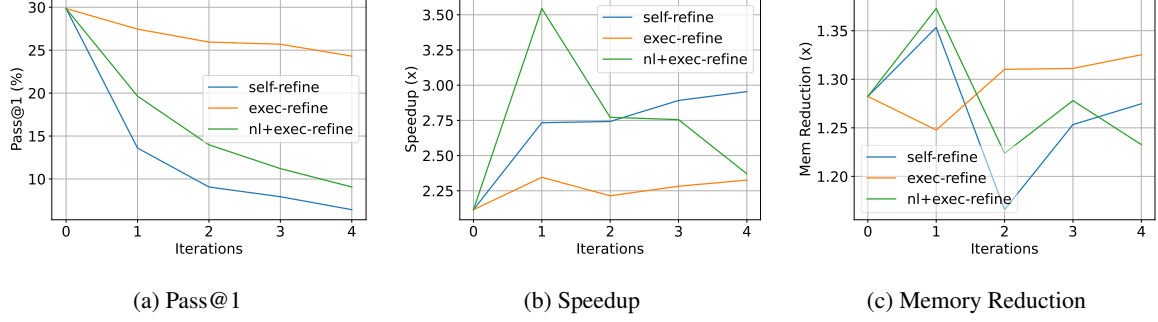 Pass@1 (%)
30
25
20
15
10
self-refine
exec-refine
nl+exec-refine
0 1 2 3 4
Iterations
(a) Pass@1
Speedup (x)
3.50
3.25
3.00
2.75
2.50
2.25
self-refine
exec-refine
nl+exec-refine
0 1 2 3 4
Iterations
(b) Speedup
Mem Reduction (x)
1.35
1.30
1.25
1.20
self-refine
exec-refine
nl+exec-refine
0 1 2 3 4
Iterations
(c) Memory Reduction